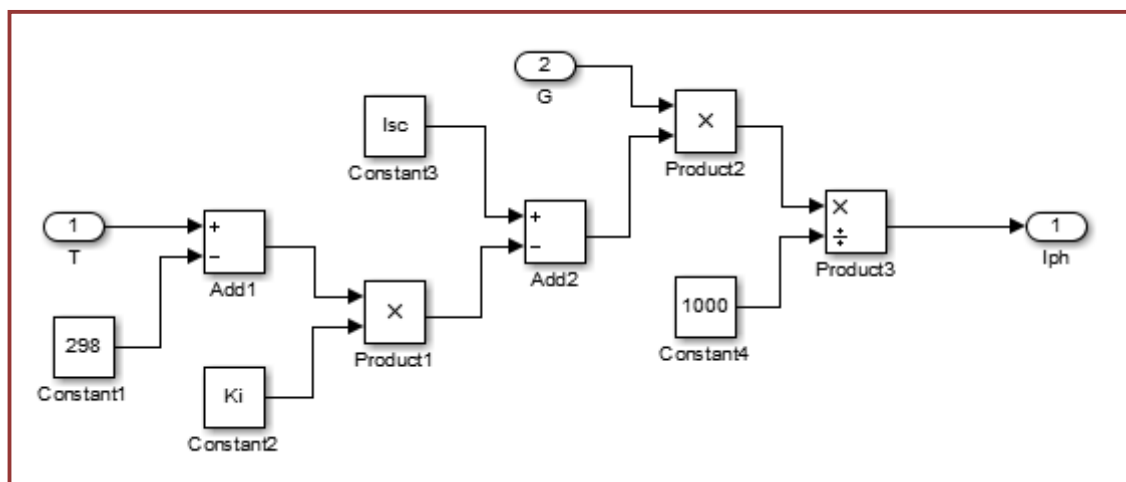 2
G
Isc
Constant3
×
Product2
1
T
+
−
Add1
+
−
Add2
×
÷
Product3
1
Iph
298
Constant1
×
Product1
1000
Constant4
Ki
Constant2